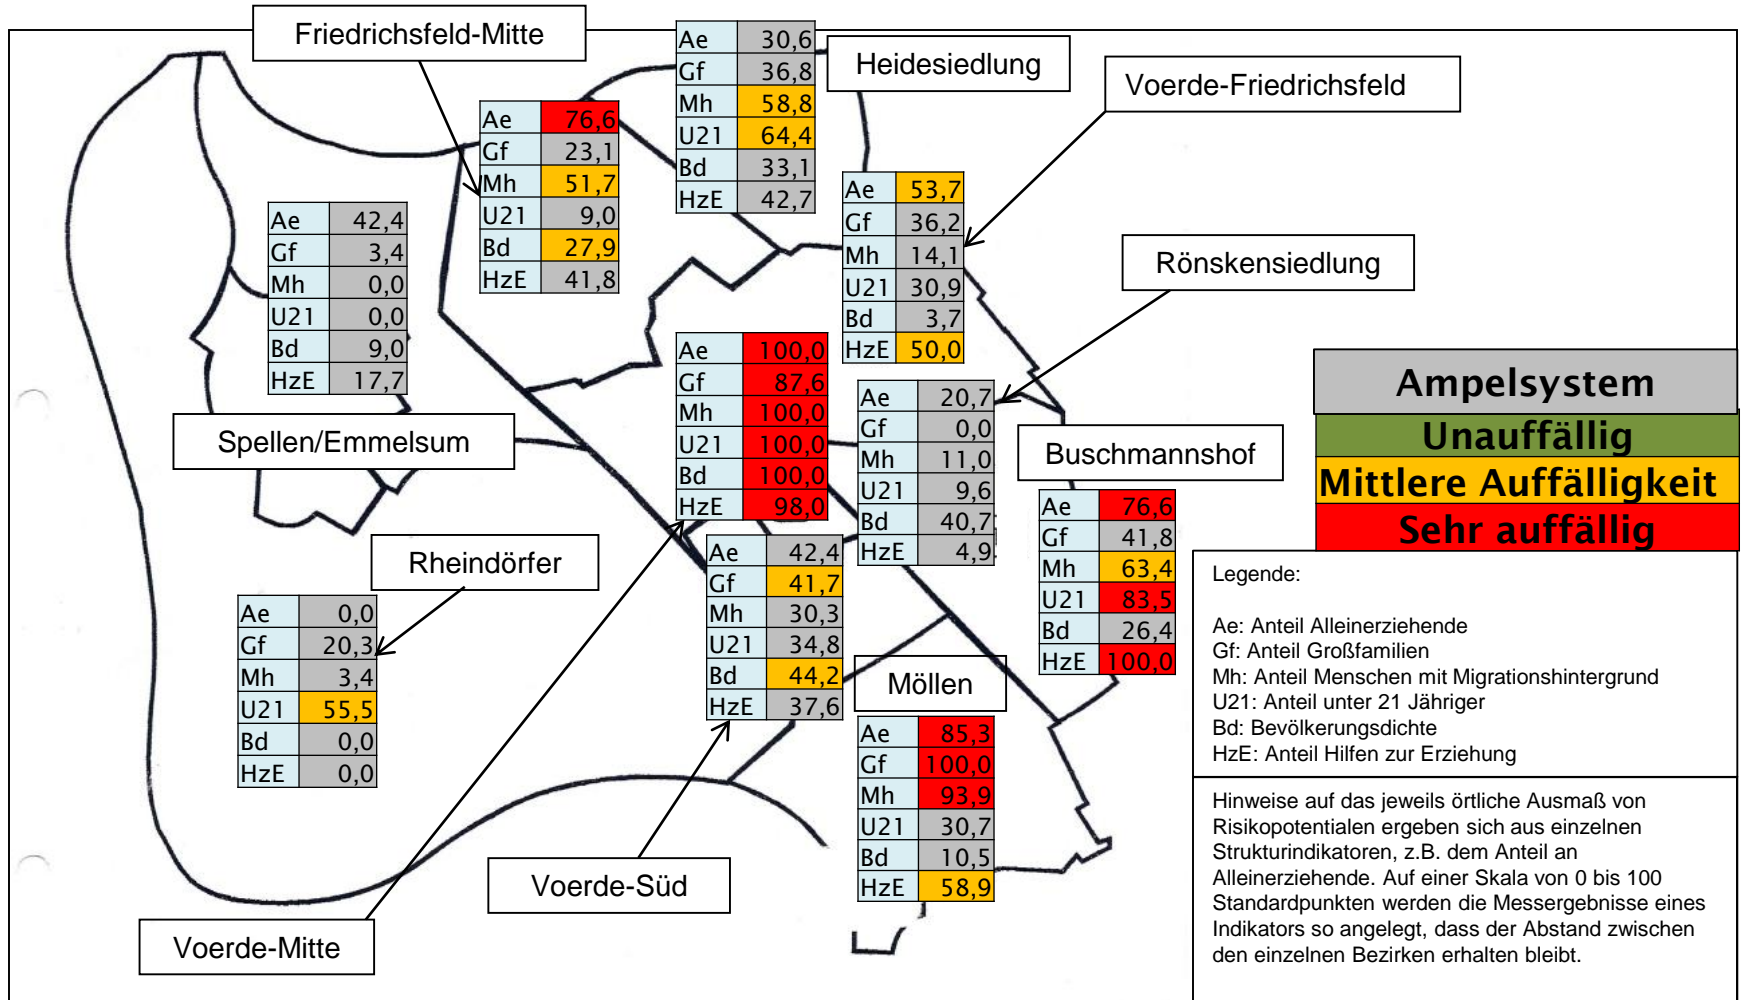 Friedrichsfeld-Mitte
Ae 76,6
Gf 23,1
Mh 51,7
U21 9,0
Bd 27,9
HzE 41,8
Ae 30,6
Gf 36,8
Mh 58,8
U21 64,4
Bd 33,1
HzE 42,7
Heidesiedlung
Voerde-Friedrichsfeld
Ae 53,7
Gf 36,2
Mh 14,1
U21 30,9
Bd 3,7
HzE 50,0
Ae 42,4
Gf 3,4
Mh 0,0
U21 0,0
Bd 9,0
HzE 17,7
Spellen/Emmelsum
Rönskensiedlung
Ae 20,7
Gf 0,0
Mh 11,0
U21 9,6
Bd 40,7
HzE 4,9
Ae 100,0
Gf 87,6
Mh 100,0
U21 100,0
Bd 100,0
HzE 98,0
Buschmannshof
Ae 76,6
Gf 41,8
Mh 63,4
U21 83,5
Bd 26,4
HzE 100,0
Rheindörfer
Ae 0,0
Gf 20,3
Mh 3,4
U21 55,5
Bd 0,0
HzE 0,0
Ae 42,4
Gf 41,7
Mh 30,3
U21 34,8
Bd 44,2
HzE 37,6
Möllen
Ae 85,3
Gf 100,0
Mh 93,9
U21 30,7
Bd 10,5
HzE 58,9
Voerde-Süd
Voerde-Mitte
Ampelsystem
Unauffällig
Mittlere Auffälligkeit
Sehr auffällig
Legende:
Ae: Anteil Alleinerziehende
Gf: Anteil Großfamilien
Mh: Anteil Menschen mit Migrationshintergrund
U21: Anteil unter 21 Jähriger
Bd: Bevölkerungsdichte
HzE: Anteil Hilfen zur Erziehung
Hinweise auf das jeweils örtliche Ausmaß von
Risikopotentialen ergeben sich aus einzelnen
Strukturindikatoren, z.B. dem Anteil an
Alleinerziehende. Auf einer Skala von 0 bis 100
Standardpunkten werden die Messergebnisse eines
Indikators so angelegt, dass der Abstand zwischen
den einzelnen Bezirken erhalten bleibt.